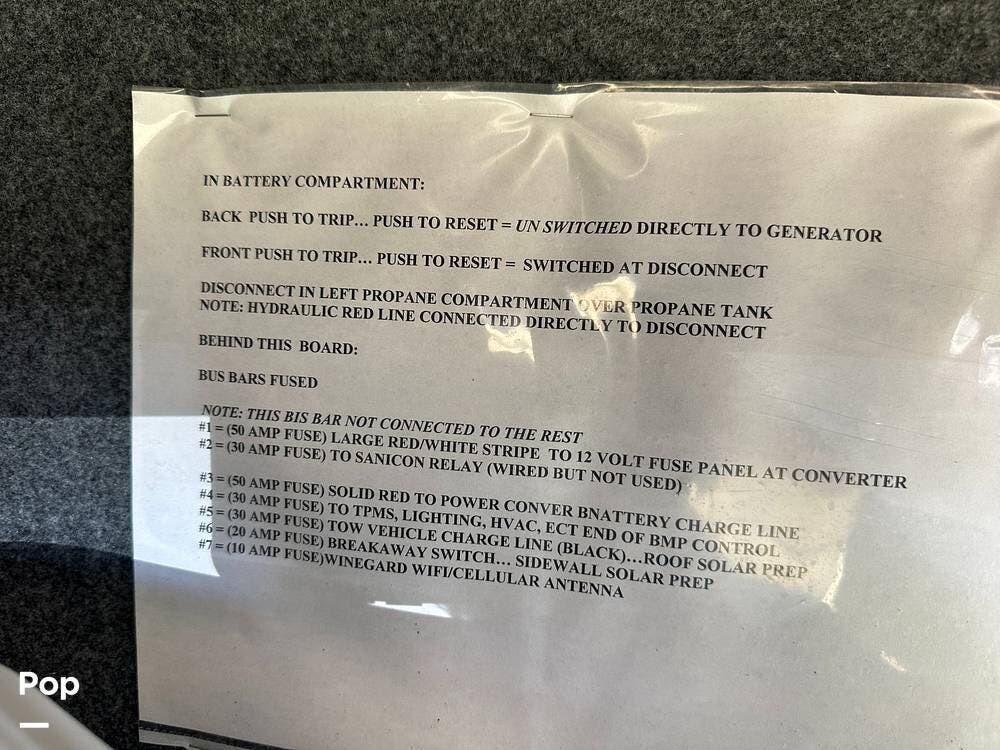 IN BATTERY COMPARTMENT:
BACK PUSH TO TRIP... PUSH TO RESET = UN SWITCHED DIRECTLY TO GENERATOR
FRONT PUSH TO TRIP... PUSH TO RESET = SWITCHED AT DISCONNECT
DISCONNECT IN LEFT PROPANE COMPARTMENT OVER PROPANE TANK
NOTE: HYDRAULIC RED LINE CONNECTED DIRECTLY TO DISCONNECT
BEHIND THIS BOARD:
BUS BARS FUSED
NOTE: THIS BIS BAR NOT CONNECTED TO THE REST
#1 = (50 AMP FUSE) LARGE RED/WHITE STRIPE TO 12 VOLT FUSE PANEL AT CONVERTER
#2 = (30 AMP FUSE) TO SANICON RELAY (WIRED BUT NOT USED)
#3 = (50 AMP FUSE) SOLID RED TO POWER CONVER BNATTERY CHARGE LINE
#4 = (30 AMP FUSE) TO TPMS, LIGHTING, HVAC, ECT END OF BMP CONTROL
#5 = (30 AMP FUSE) TOW VEHICLE CHARGE LINE (BLACK)...ROOF SOLAR PREP
#6 = (20 AMP FUSE) BREAKAWAY SWITCH... SIDEWALL SOLAR PREP
#7 = (10 AMP FUSE)WINEGARD WIFI/CELLULAR ANTENNA
Pop